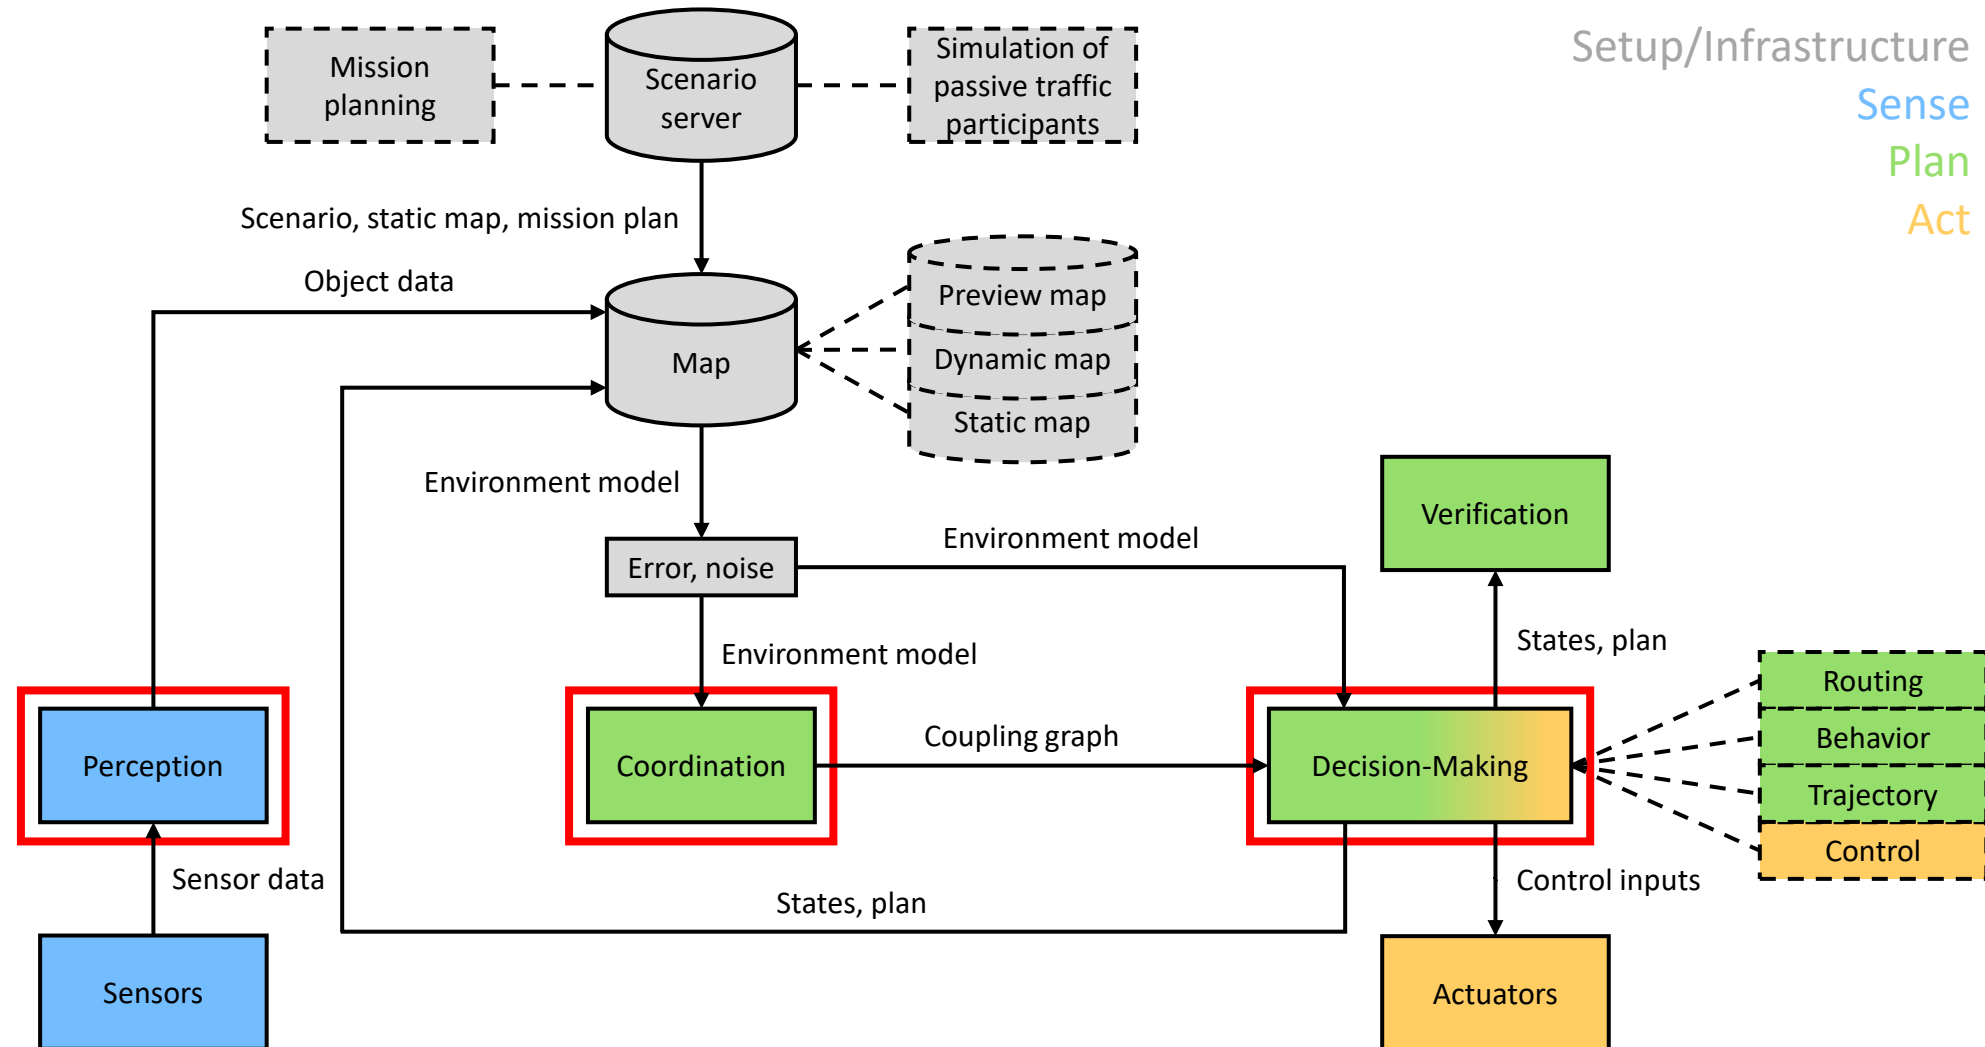 Setup/Infrastructure
Sense
Plan
Act
Mission
planning
Scenario
server
Simulation of
passive traffic
participants
Scenario, static map, mission plan
Object data
Map
Preview map
Dynamic map
Static map
Environment model
Error, noise
Environment model
Verification
Environment model
States, plan
Perception
Coordination
Coupling graph
Decision-Making
Routing
Behavior
Trajectory
Control
Sensor data
States, plan
Control inputs
Sensors
Actuators